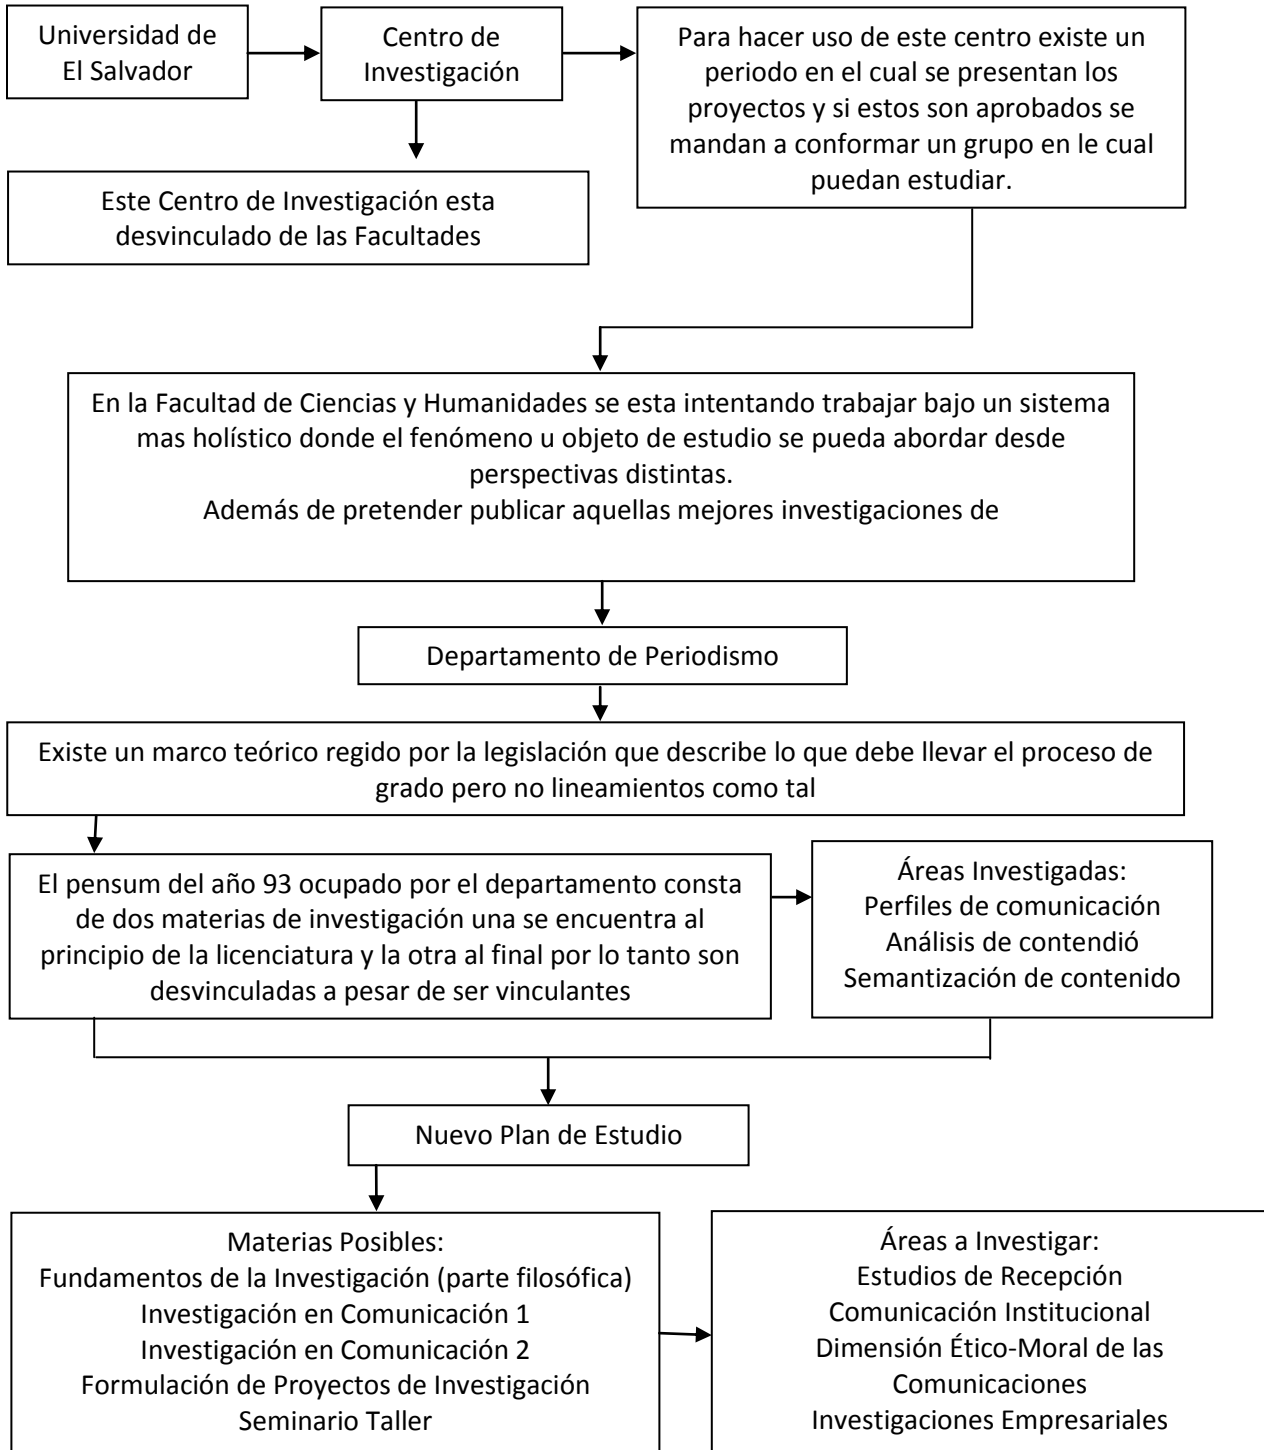 Universidad de
El Salvador
Centro de
Investigación
Para hacer uso de este centro existe un
periodo en el cual se presentan los
proyectos y si estos son aprobados se
mandan a conformar un grupo en le cual
puedan estudiar.
Este Centro de Investigación esta
desvinculado de las Facultades
En la Facultad de Ciencias y Humanidades se esta intentando trabajar bajo un sistema
mas holístico donde el fenómeno u objeto de estudio se pueda abordar desde
perspectivas distintas.
Además de pretender publicar aquellas mejores investigaciones de
Departamento de Periodismo
Existe un marco teórico regido por la legislación que describe lo que debe llevar el proceso de
grado pero no lineamientos como tal
El pensum del año 93 ocupado por el departamento consta
de dos materias de investigación una se encuentra al
principio de la licenciatura y la otra al final por lo tanto son
desvinculadas a pesar de ser vinculantes
Áreas Investigadas:
Perfiles de comunicación
Análisis de contendió
Semantización de contenido
Nuevo Plan de Estudio
Materias Posibles:
Fundamentos de la Investigación (parte filosófica)
Investigación en Comunicación 1
Investigación en Comunicación 2
Formulación de Proyectos de Investigación
Seminario Taller
Áreas a Investigar:
Estudios de Recepción
Comunicación Institucional
Dimensión Ético-Moral de las
Comunicaciones
Investigaciones Empresariales